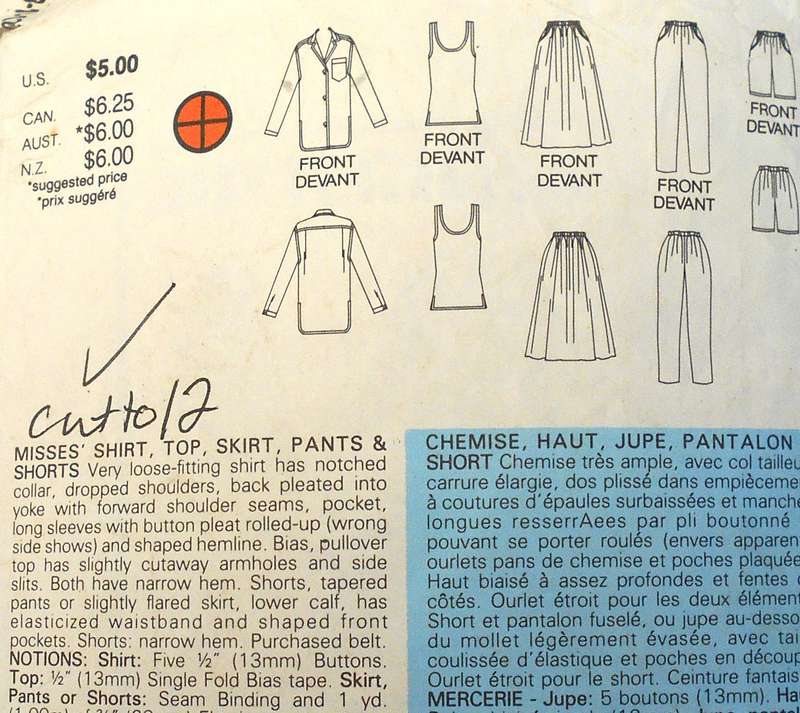 U.S. $5.00
CAN. $6.25
AUST. *$6.00
N.Z. $6.00
*suggested price
*prix suggéré
FRONT
DEVANT
FRONT
DEVANT
FRONT
DEVANT
FRONT
DEVANT
FRONT
DEVANT
cut to 12
MISSES' SHIRT, TOP, SKIRT, PANTS &
SHORTS Very loose-fitting shirt has notched
collar, dropped shoulders, back pleated into
yoke with forward shoulder seams, pocket,
long sleeves with button pleat rolled-up (wrong
side shows) and shaped hemline. Bias, pullover
top has slightly cutaway armholes and side
slits. Both have narrow hem. Shorts, tapered
pants or slightly flared skirt, lower calf, has
elasticized waistband and shaped front
pockets. Shorts: narrow hem. Purchased belt.
NOTIONS: Shirt: Five ½" (13mm) Buttons.
Top: ½" (13mm) Single Fold Bias tape. Skirt,
Pants or Shorts: Seam Binding and 1 yd.
CHEMISE, HAUT, JUPE, PANTALON
SHORT Chemise très ample, avec col tailleu
carrure élargie, dos plissé dans empièceme
à coutures d'épaules surbaissées et manche
longues resserrAees par pli boutonné
pouvant se porter roulés (envers apparen
ourlets pans de chemise et poches plaquée
Haut biaisé à assez profondes et fentes
côtés. Ourlet étroit pour les deux élémen
Short et pantalon fuselé, ou jupe au-desso
du mollet légèrement évasée, avec tai
coulissée d'élastique et poches en découp
Ourlet étroit pour le short. Ceinture fantais
MERCERIE - Jupe: 5 boutons (13mm). Ha